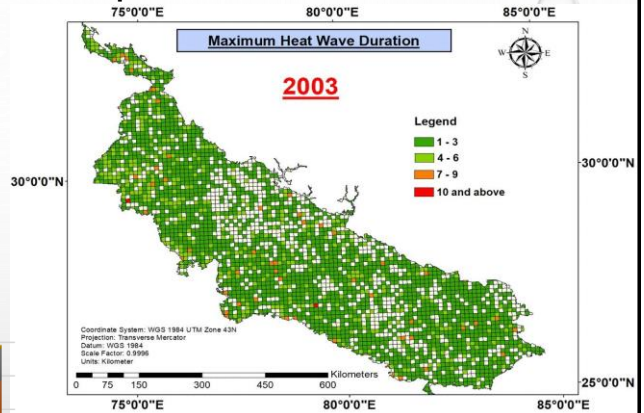 75°0'0"E 80°0'0"E 85°0'0"E
Maximum Heat Wave Duration
N
W E
S
2003
Legend
1 - 3
4 - 6
7 - 9
10 and above
30°0'0"N 30°0'0"N
Coordinate System: WGS 1984 UTM Zone 43N
Projection: Transverse Mercator
Datum: WGS 1984
Scale Factor: 0.9996
Units: Kilometer
Kilometers
0 75 150 300 450 600
25°0'0"N
75°0'0"E 80°0'0"E 85°0'0"E